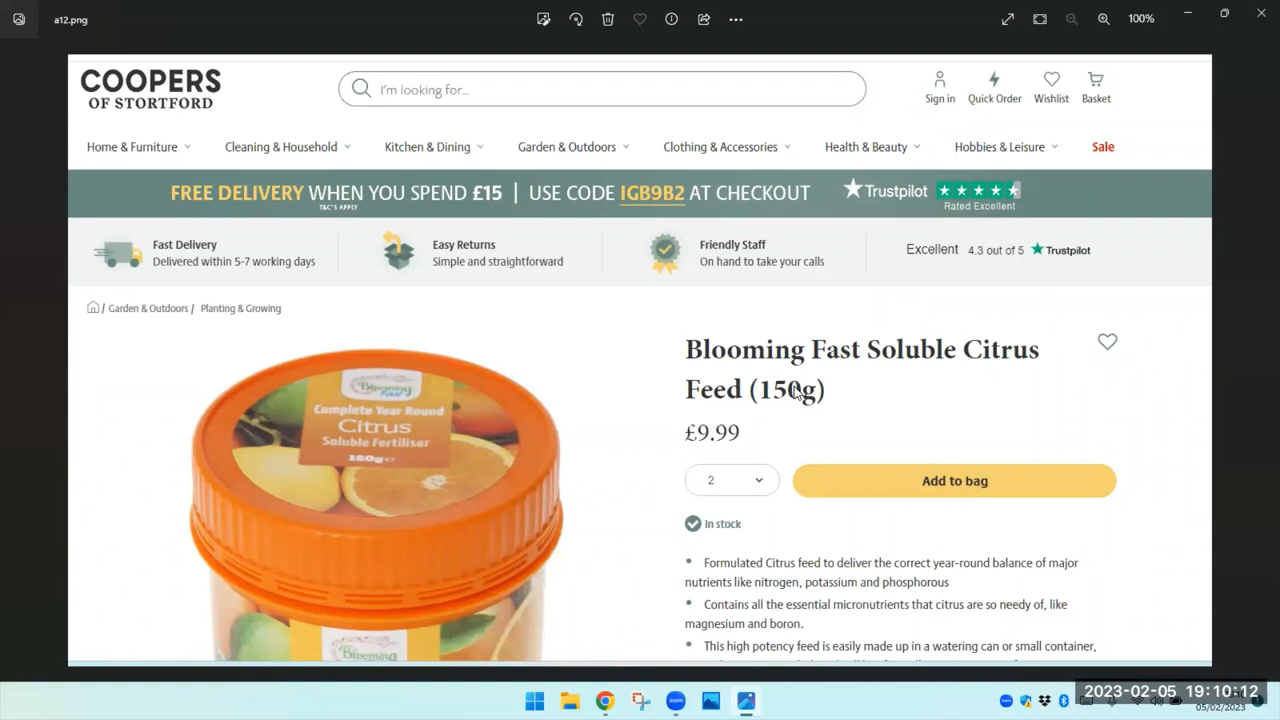 a12.png
100%
COOPERS
OF STORTFORD
I'm looking for...
Sign in
Quick Order
Wishlist
Basket
Home & Furniture
Cleaning & Household
Kitchen & Dining
Garden & Outdoors
Clothing & Accessories
Health & Beauty
Hobbies & Leisure
Sale
FREE DELIVERY WHEN YOU SPEND £15 | USE CODE IGB9B2 AT CHECKOUT
T&C'S APPLY
Trustpilot
Rated Excellent
Fast Delivery
Delivered within 5-7 working days
Easy Returns
Simple and straightforward
Friendly Staff
On hand to take your calls
Excellent 4.3 out of 5 Trustpilot
/ Garden & Outdoors / Planting & Growing
Blooming Fast Soluble Citrus
Feed (150g)
£9.99
2
Add to bag
In stock
• Formulated Citrus feed to deliver the correct year-round balance of major
nutrients like nitrogen, potassium and phosphorous
• Contains all the essential micronutrients that citrus are so needy of, like
magnesium and boron.
• This high potency feed is easily made up in a watering can or small container,
Blooming
Fast
Complete Year Round
Citrus
Soluble Fertiliser
150g e
Blooming
zoom
2023-02-05 19:10:12
05/02/2023